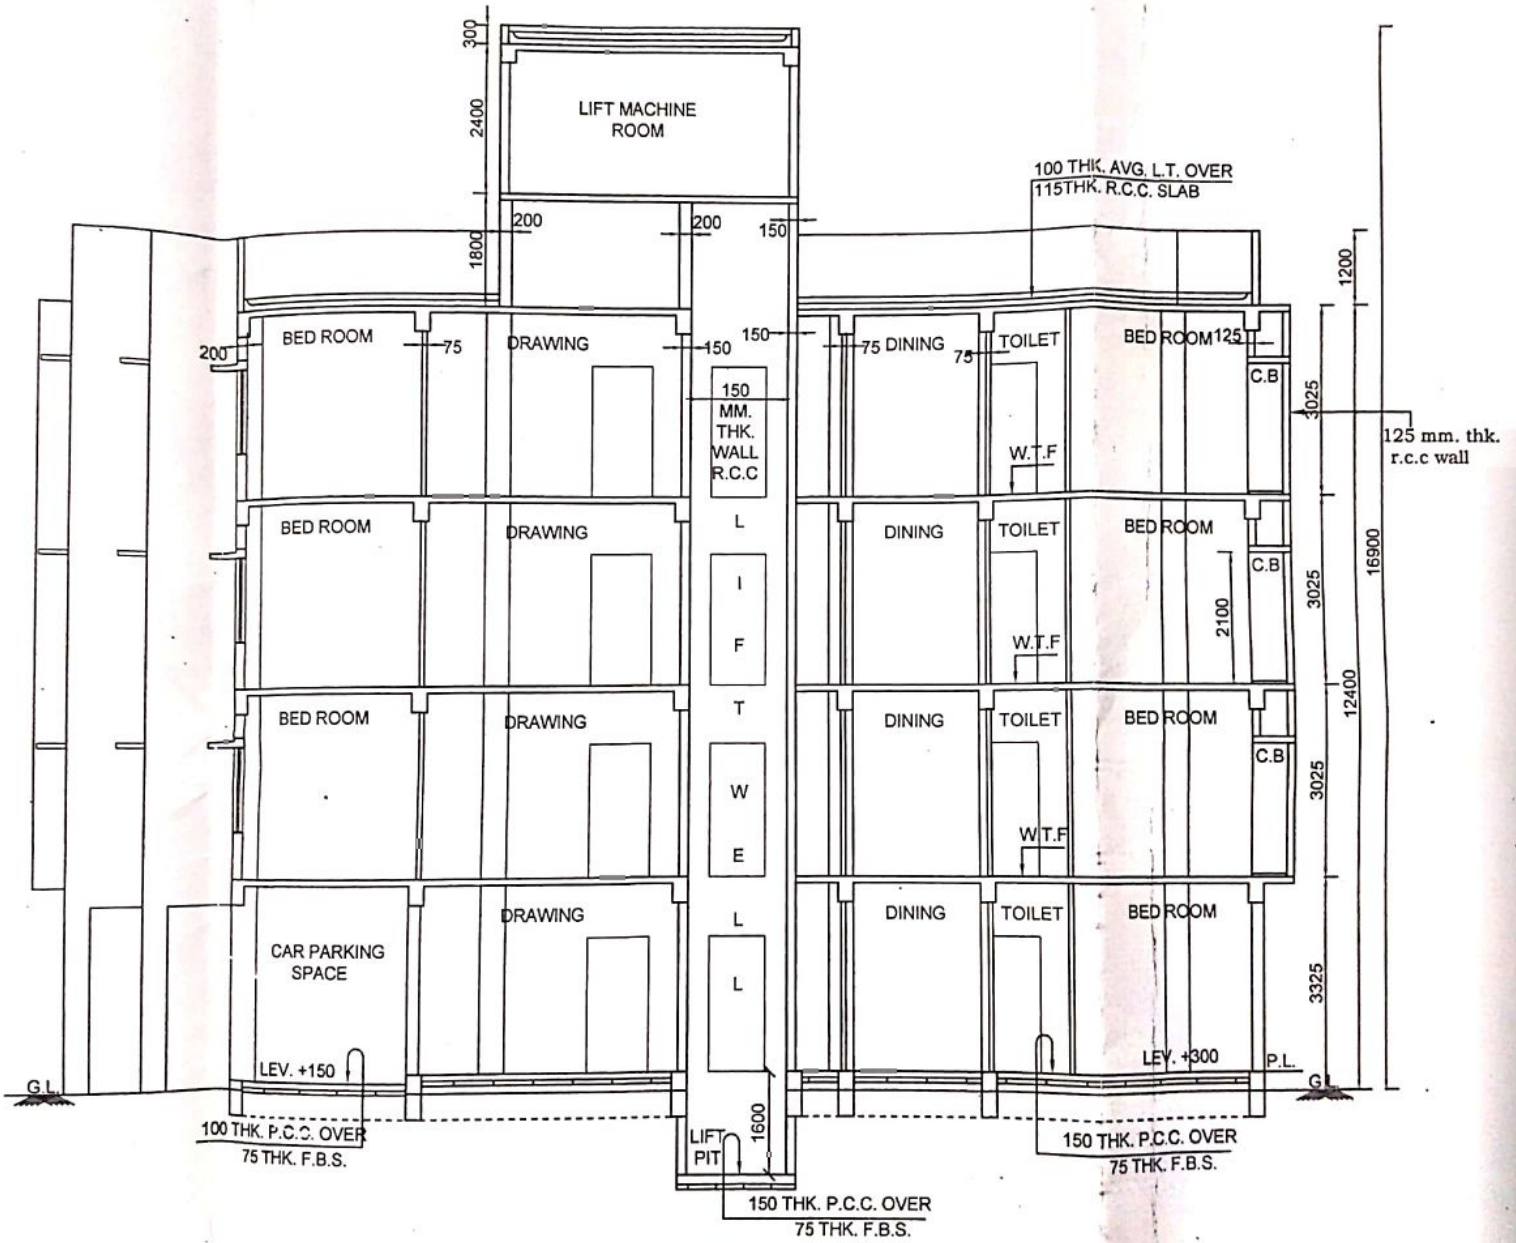 300
2400
LIFT MACHINE
ROOM
100 THK. AVG. L.T. OVER
115THK. R.C.C. SLAB
1800
200
200
150
1200
BED ROOM
DRAWING
DINING
TOILET
BED ROOM
200
75
150
150
75
75
125
C.B
150
MM.
THK.
WALL
R.C.C
W.T.F
3025
125 mm. thk.
r.c.c wall
BED ROOM
DRAWING
L
DINING
TOILET
BED ROOM
C.B
I
F
W.T.F
2100
3025
16900
12400
BED ROOM
DRAWING
T
DINING
TOILET
BED ROOM
C.B
W
E
W.T.F
3025
CAR PARKING
SPACE
DRAWING
L
L
DINING
TOILET
BED ROOM
3325
LEV. +150
LEV. +300
P.L.
G.L.
G.L
1600
LIFT
PIT
100 THK. P.C.C. OVER
75 THK. F.B.S.
150 THK. P.C.C. OVER
75 THK. F.B.S.
150 THK. P.C.C. OVER
75 THK. F.B.S.